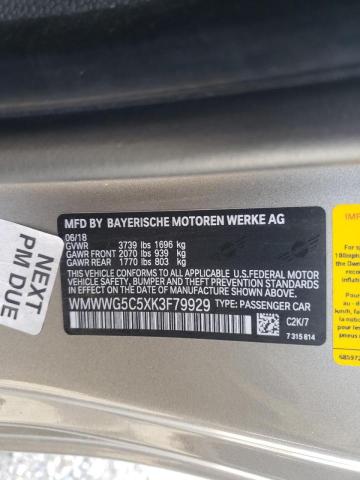 MFD BY BAYERISCHE MOTOREN WERKE AG
06/18
GVWR 3739 lbs 1696 kg
GAWR FRONT 2070 lbs 939 kg
GAWR REAR 1770 lbs 803 kg
THIS VEHICLE CONFORMS TO ALL APPLICABLE U.S.FEDERAL MOTOR
VEHICLE SAFETY, BUMPER, AND THEFT PREVENTION STANDARDS IN
EFFECT ON THE DATE OF MANUFACTURE SHOWN ABOVE.
WMWWG5C5XK3F79929 TYPE: PASSENGER CAR
C2K/7
7 315 814
NEXT
PM DUE
IMP